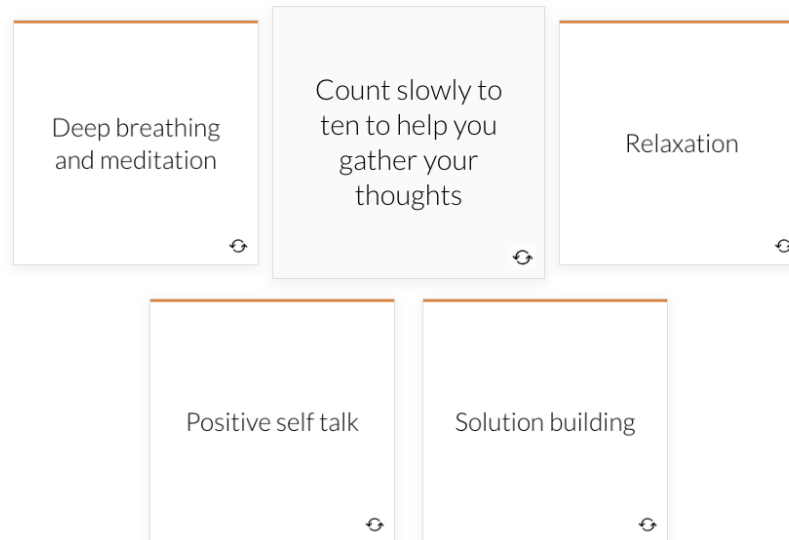 Deep breathing
and meditation
Count slowly to
ten to help you
gather your
thoughts
Relaxation
Positive self talk
Solution building